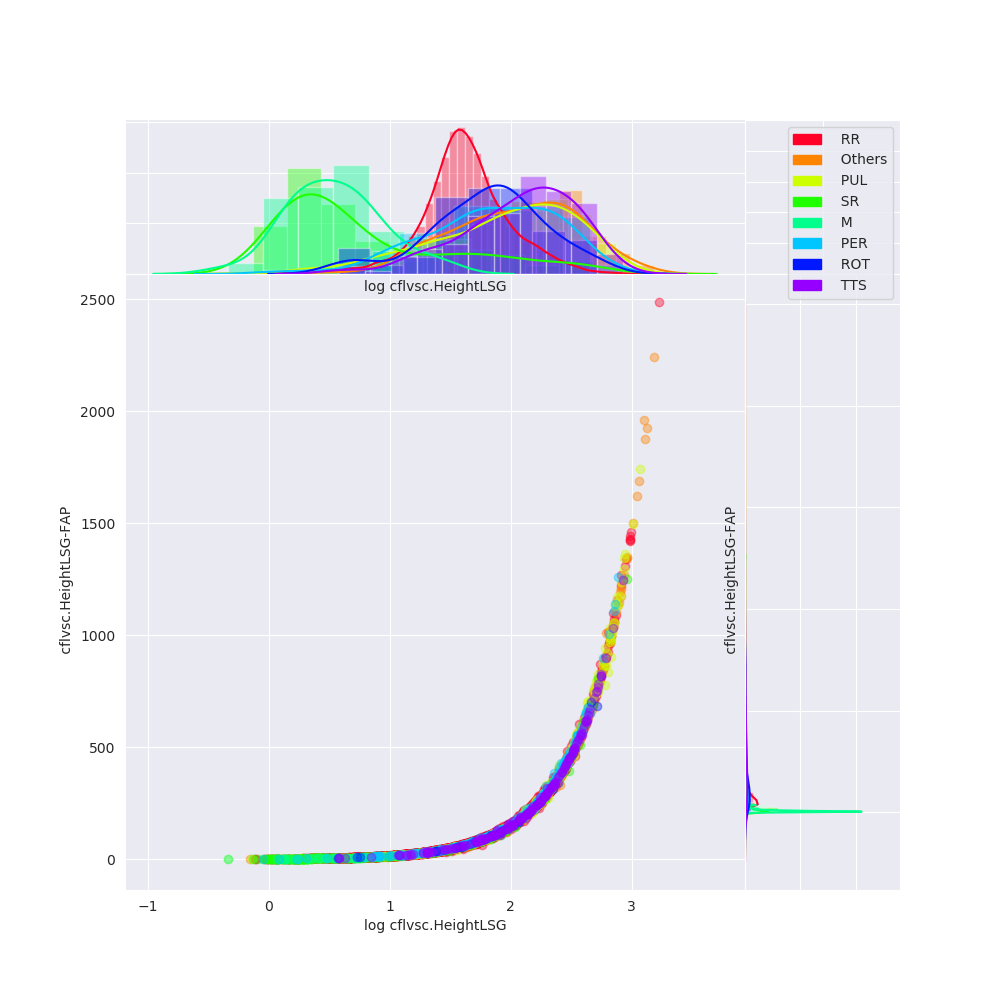 RR
Others
PUL
SR
M
PER
ROT
TTS
log cflvsc.HeightLSG
2500
2000
1500
1000
500
0
cflvsc.HeightLSG-FAP
cflvsc.HeightLSG-FAP
−1
0
1
2
3
log cflvsc.HeightLSG